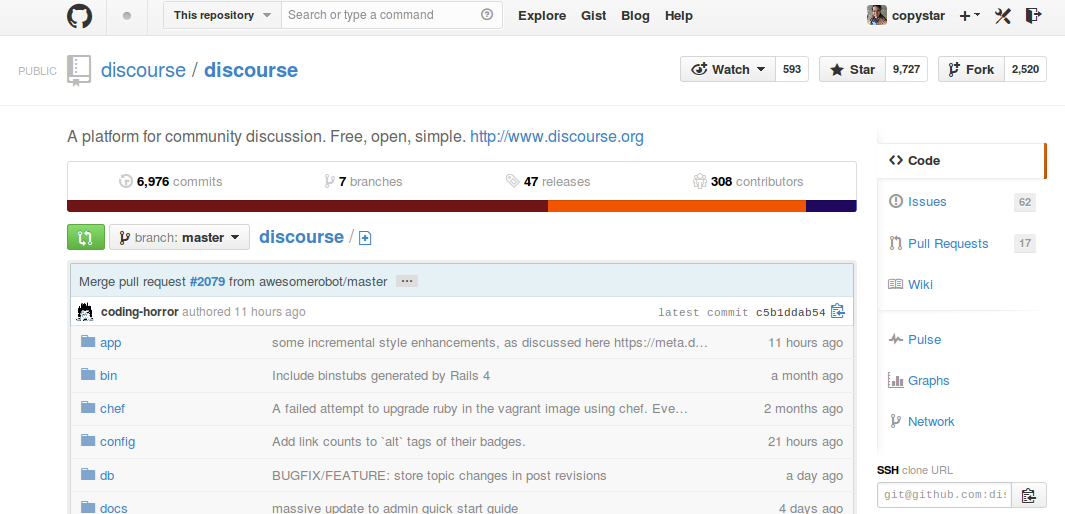 This repository Search or type a command Explore Gist Blog Help copystar
PUBLIC discourse / discourse Watch 593 Star 9,727 Fork 2,520
A platform for community discussion. Free, open, simple. http://www.discourse.org
6,976 commits 7 branches 47 releases 308 contributors
branch: master discourse /
Merge pull request #2079 from awesomerobot/master ...
coding-horror authored 11 hours ago latest commit c5b1ddab54
app some incremental style enhancements, as discussed here https://meta.d… 11 hours ago
bin Include binstubs generated by Rails 4 a month ago
chef A failed attempt to upgrade ruby in the vagrant image using chef. Eve… 2 months ago
config Add link counts to `alt` tags of their badges. 21 hours ago
db BUGFIX/FEATURE: store topic changes in post revisions a day ago
docs massive update to admin quick start guide 4 days ago
Code
Issues 62
Pull Requests 17
Wiki
Pulse
Graphs
Network
SSH clone URL
git@github.com:dis